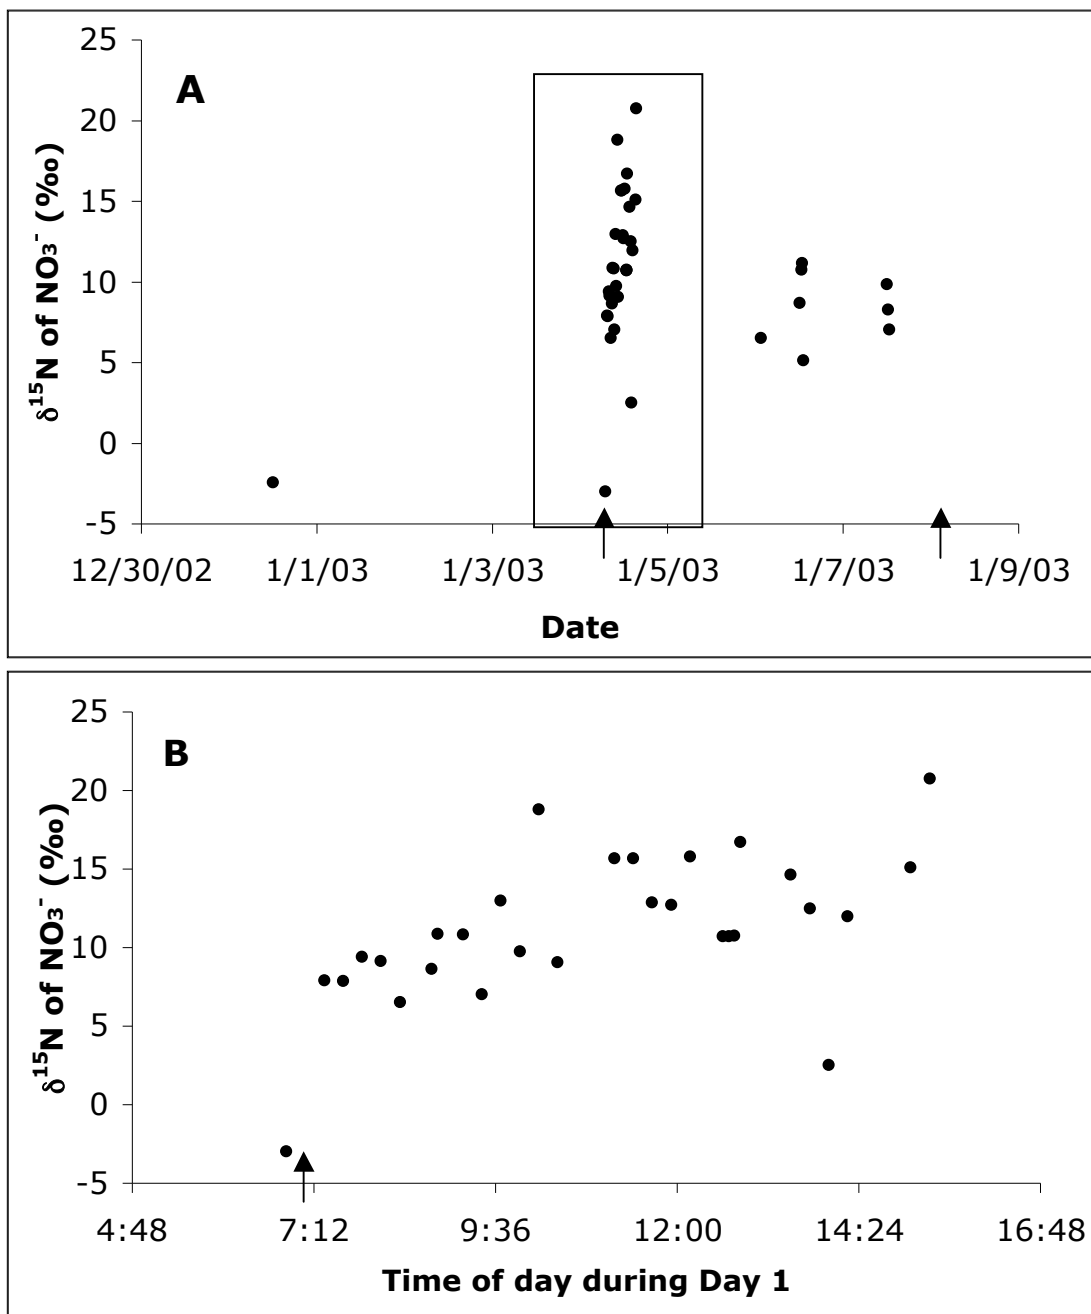 25
A
20
15
10
5
0
-5
δ¹⁵N of NO₃⁻ (‰)
12/30/02 1/1/03 1/3/03 1/5/03 1/7/03 1/9/03
Date
25
B
20
15
10
5
0
-5
δ¹⁵N of NO₃⁻ (‰)
4:48 7:12 9:36 12:00 14:24 16:48
Time of day during Day 1